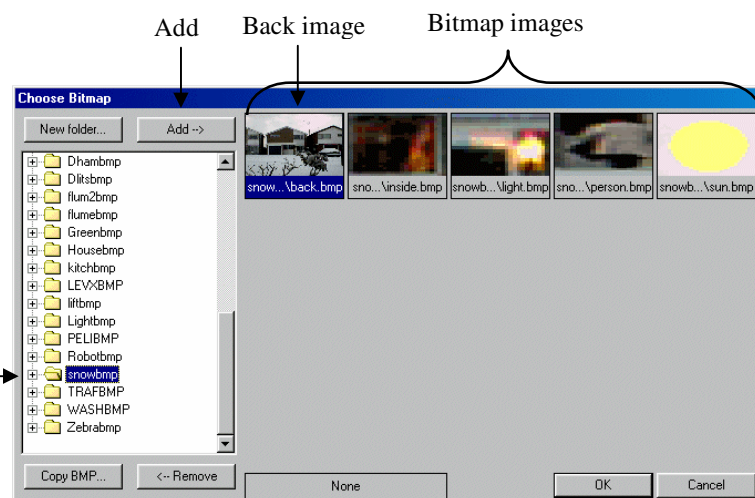 Add
Back image
Bitmap images
Choose Bitmap
New folder...
Add -->
Dhambmp
Dlitsbmp
flum2bmp
flumebmp
Greenbmp
Housebmp
kitchbmp
LEVXBMP
liftbmp
Lightbmp
PELIBMP
Robotbmp
snowbmp
TRAFBMP
WASHBMP
Zebrabmp
snow...\back.bmp
sno...\inside.bmp
snowb...\light.bmp
sno...\person.bmp
snowb...\sun.bmp
Copy BMP...
<-- Remove
None
OK
Cancel